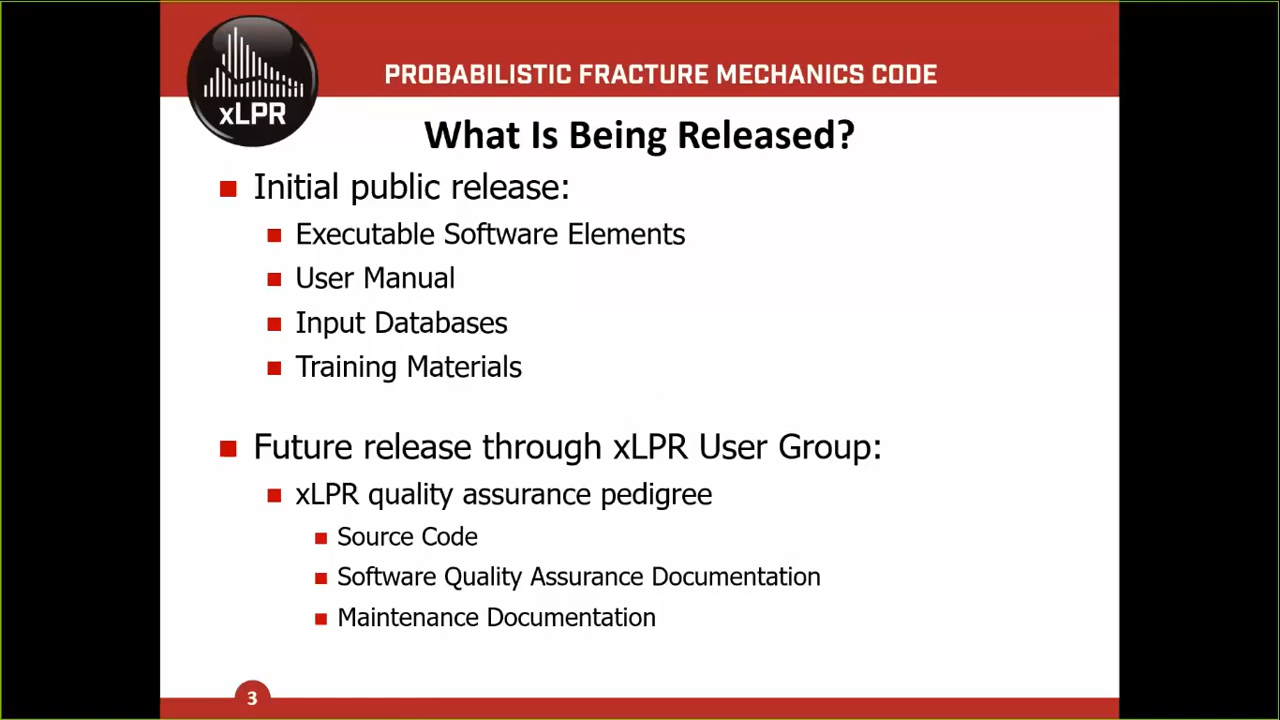 xLPR
PROBABILISTIC FRACTURE MECHANICS CODE
What Is Being Released?
Initial public release:
Executable Software Elements
User Manual
Input Databases
Training Materials
Future release through xLPR User Group:
xLPR quality assurance pedigree
Source Code
Software Quality Assurance Documentation
Maintenance Documentation
3